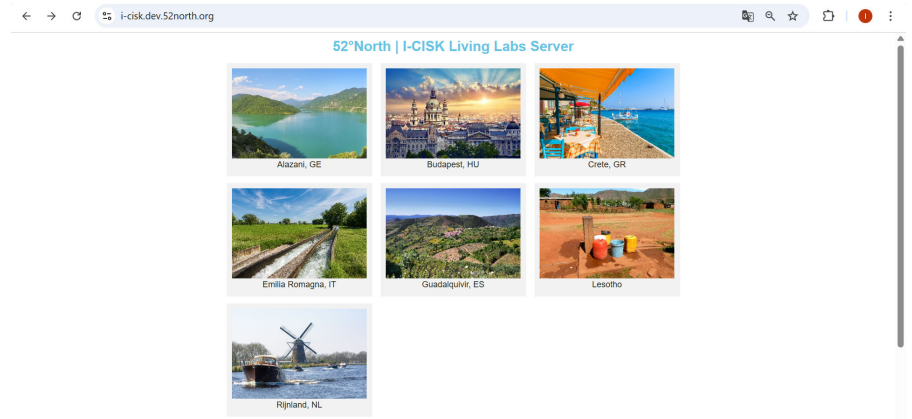 i-cisk.dev.52north.org
52°North | I-CISK Living Labs Server
Alazani, GE
Budapest, HU
Crete, GR
Emilia Romagna, IT
Guadalquivir, ES
Lesotho
Rijnland, NL